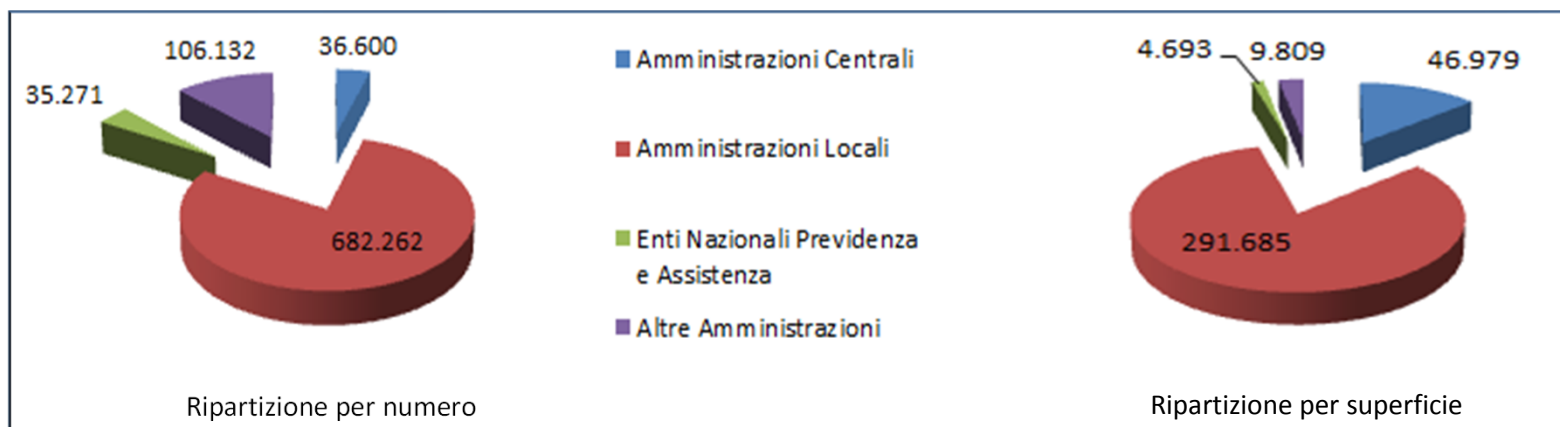 106.132
36.600
35.271
682.262
Ripartizione per numero
Amministrazioni Centrali
Amministrazioni Locali
Enti Nazionali Previdenza
e Assistenza
Altre Amministrazioni
4.693
9.809
46.979
291.685
Ripartizione per superficie